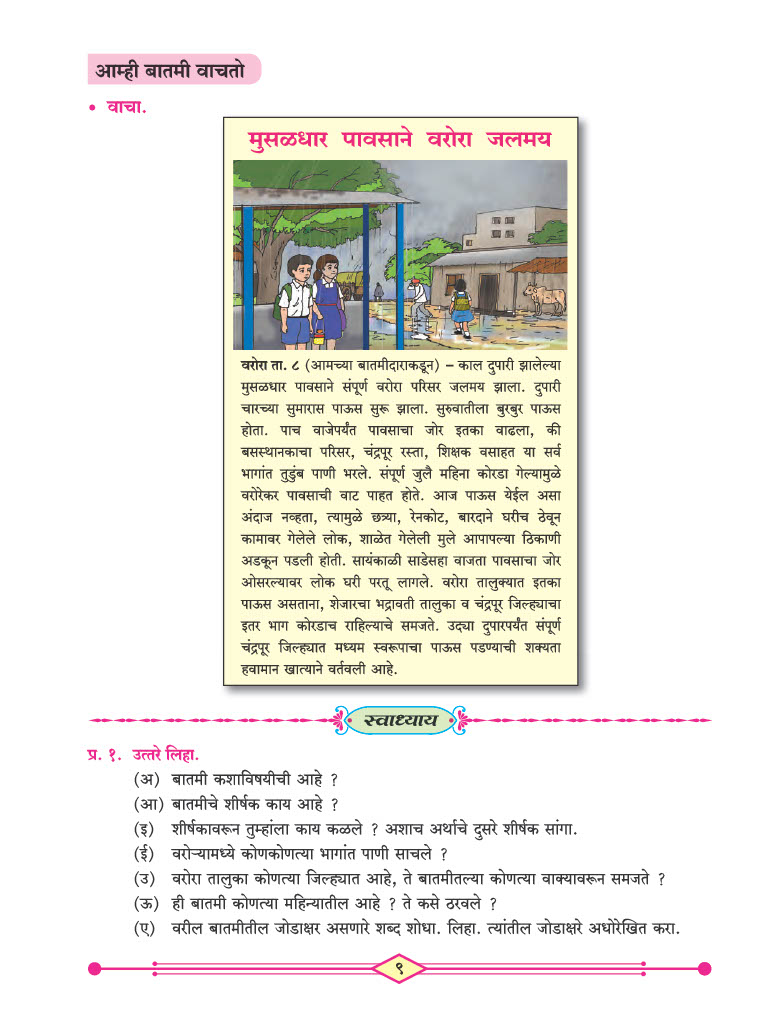 आम्ही बातमी वाचतो
• वाचा.
मुसळधार पावसाने वरोरा जलमय
वरोरा ता. ८ (आमच्या बातमीदाराकडून) – काल दुपारी झालेल्या
मुसळधार पावसाने संपूर्ण वरोरा परिसर जलमय झाला. दुपारी
चारच्या सुमारास पाऊस सुरू झाला. सुरुवातीला बुरबुर पाऊस
होता. पाच वाजेपर्यंत पावसाचा जोर इतका वाढला, की
बसस्थानकाचा परिसर, चंद्रपूर रस्ता, शिक्षक वसाहत या सर्व
भागांत तुडुंब पाणी भरले. संपूर्ण जुलै महिना कोरडा गेल्यामुळे
वरोरेकर पावसाची वाट पाहत होते. आज पाऊस येईल असा
अंदाज नव्हता, त्यामुळे छत्र्या, रेनकोट, बारदाने घरीच ठेवून
कामावर गेलेले लोक, शाळेत गेलेली मुले आपापल्या ठिकाणी
अडकून पडली होती. सायंकाळी साडेसहा वाजता पावसाचा जोर
ओसरल्यावर लोक घरी परतू लागले. वरोरा तालुक्यात इतका
पाऊस असताना, शेजारचा भद्रावती तालुका व चंद्रपूर जिल्ह्याचा
इतर भाग कोरडाच राहिल्याचे समजते. उद्या दुपारपर्यंत संपूर्ण
चंद्रपूर जिल्ह्यात मध्यम स्वरूपाचा पाऊस पडण्याची शक्यता
हवामान खात्याने वर्तवली आहे.
स्वाध्याय
प्र. १. उत्तरे लिहा.
(अ) बातमी कशाविषयीची आहे ?
(आ) बातमीचे शीर्षक काय आहे ?
(इ) शीर्षकावरून तुम्हांला काय कळले ? अशाच अर्थाचे दुसरे शीर्षक सांगा.
(ई) वरोऱ्यामध्ये कोणकोणत्या भागांत पाणी साचले ?
(उ) वरोरा तालुका कोणत्या जिल्ह्यात आहे, ते बातमीतल्या कोणत्या वाक्यावरून समजते ?
(ऊ) ही बातमी कोणत्या महिन्यातील आहे ? ते कसे ठरवले ?
(ए) वरील बातमीतील जोडाक्षर असणारे शब्द शोधा. लिहा. त्यांतील जोडाक्षरे अधोरेखित करा.
९